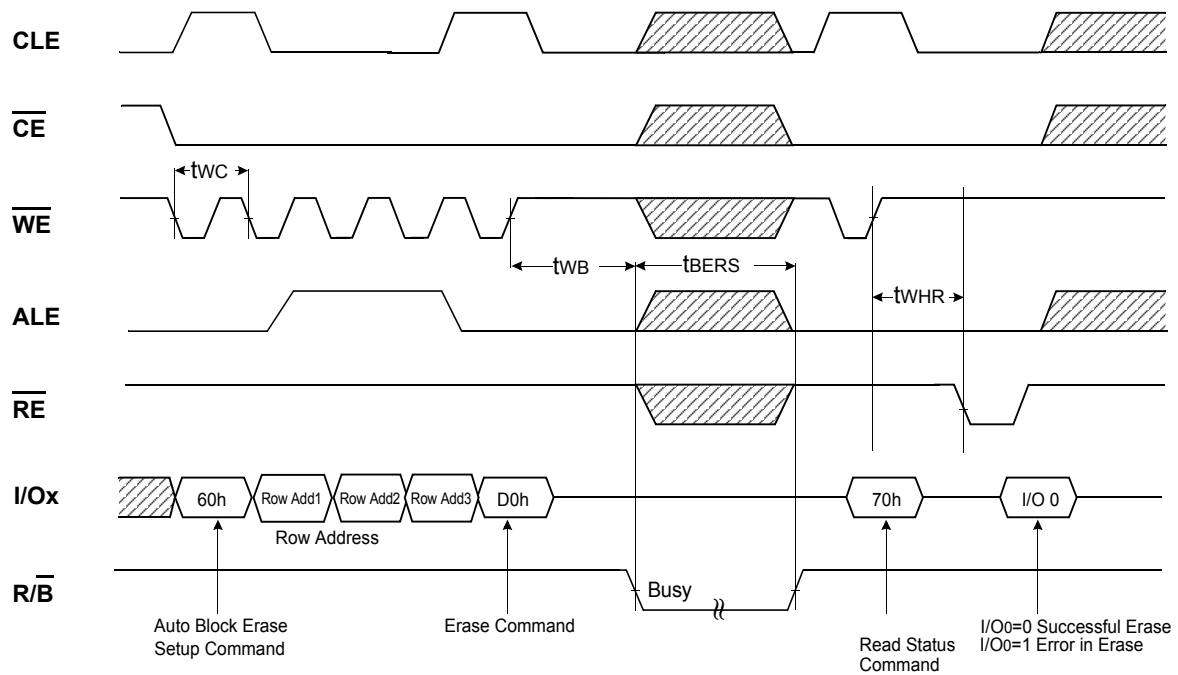 CLE
CE
tWC
WE
tWB
tBERS
tWHR
ALE
RE
I/Ox
60h
Row Add1
Row Add2
Row Add3
D0h
70h
I/O 0
Row Address
R/B
Busy
Auto Block Erase
Setup Command
Erase Command
Read Status
Command
I/O0=0 Successful Erase
I/O0=1 Error in Erase